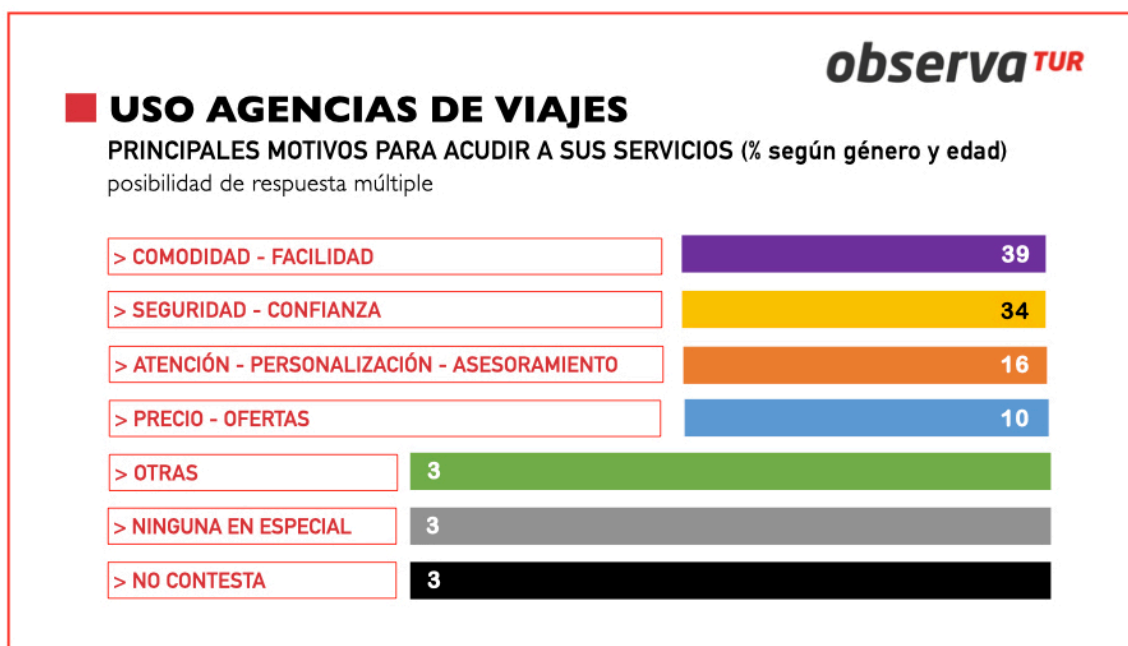 observaTUR
USO AGENCIAS DE VIAJES
PRINCIPALES MOTIVOS PARA ACUDIR A SUS SERVICIOS (% según género y edad)
posibilidad de respuesta múltiple
> COMODIDAD - FACILIDAD 39
> SEGURIDAD - CONFIANZA 34
> ATENCIÓN - PERSONALIZACIÓN - ASESORAMIENTO 16
> PRECIO - OFERTAS 10
> OTRAS 3
> NINGUNA EN ESPECIAL 3
> NO CONTESTA 3